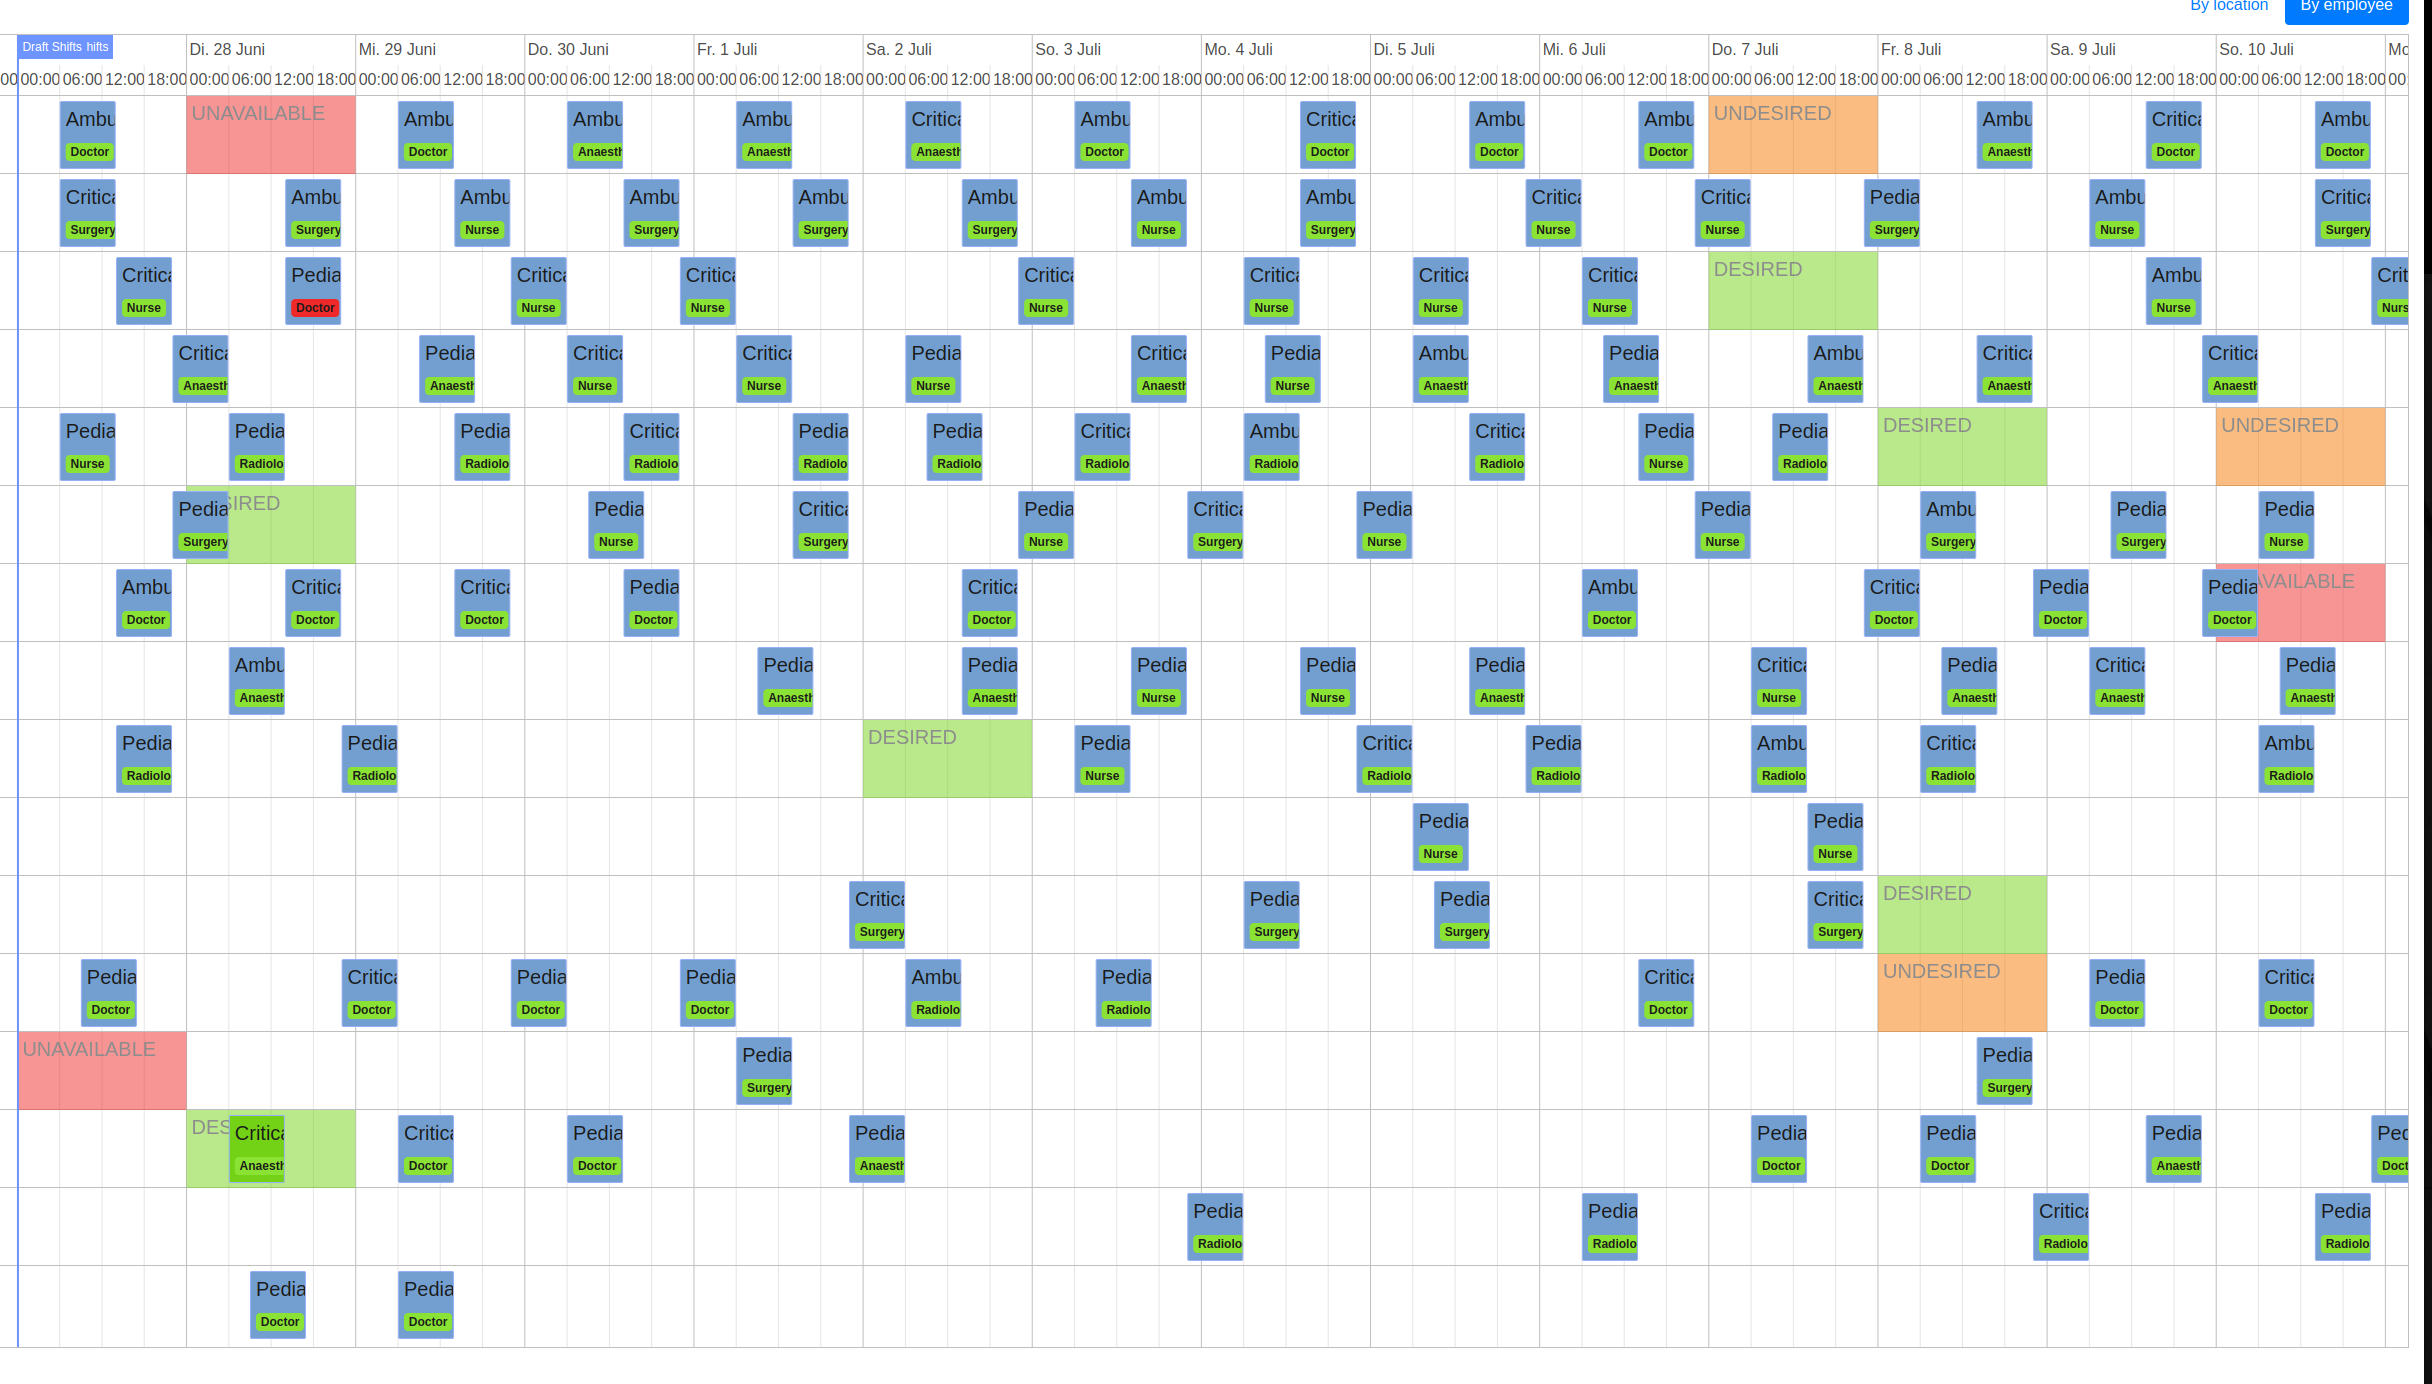 By location By employee
Draft Shifts hifts Di. 28 Juni Mi. 29 Juni Do. 30 Juni Fr. 1 Juli Sa. 2 Juli So. 3 Juli Mo. 4 Juli Di. 5 Juli Mi. 6 Juli Do. 7 Juli Fr. 8 Juli Sa. 9 Juli So. 10 Juli Mo
00 00:00 06:00 12:00 18:00 00:00 06:00 12:00 18:00 00:00 06:00 12:00 18:00 00:00 06:00 12:00 18:00 00:00 06:00 12:00 18:00 00:00 06:00 12:00 18:00 00:00 06:00 12:00 18:00 00:00 06:00 12:00 18:00 00:00 06:00 12:00 18:00 00:00 06:00 12:00 18:00 00:00 06:00 12:00 18:00 00:00 06:00 12:00 18:00 00:00 06:00 12:00 18:00 00:00 06:00 12:00 18:00 00:
Ambu UNAVAILABLE Ambu Ambu Ambu Critica Ambu Critica Ambu Ambu UNDESIRED Ambu Critica Ambu
Doctor Doctor Anaesth Anaesth Anaesth Doctor Doctor Doctor Doctor Anaesth Doctor Doctor
Critica Ambu Ambu Ambu Ambu Ambu Ambu Ambu Critica Critica Pedia Ambu Critica
Surgery Surgery Nurse Surgery Surgery Surgery Nurse Surgery Nurse Nurse Surgery Nurse Surgery
Critica Pedia Critica Critica Critica Critica Critica Critica DESIRED Ambu Crit
Nurse Doctor Nurse Nurse Nurse Nurse Nurse Nurse Nurse Nurs
Critica Pedia Critica Critica Pedia Critica Pedia Ambu Pedia Ambu Critica Critica
Anaesth Anaesth Nurse Nurse Nurse Anaesth Nurse Anaesth Anaesth Anaesth Anaesth Anaesth
Pedia Pedia Pedia Critica Pedia Pedia Critica Ambu Critica Pedia Pedia DESIRED UNDESIRED
Nurse Radiolo Radiolo Radiolo Radiolo Radiolo Radiolo Radiolo Radiolo Nurse Radiolo
Pedia SIRED Pedia Critica Pedia Critica Pedia Pedia Ambu Pedia Pedia
Surgery Nurse Surgery Nurse Surgery Nurse Nurse Surgery Surgery Nurse
Ambu Critica Critica Pedia Critica Ambu Critica Pedia Pedia VAILABLE
Doctor Doctor Doctor Doctor Doctor Doctor Doctor Doctor Doctor
Ambu Pedia Pedia Pedia Pedia Pedia Critica Pedia Critica Pedia
Anaesth Anaesth Anaesth Nurse Nurse Anaesth Nurse Anaesth Anaesth Anaesth
Pedia Pedia DESIRED Pedia Critica Pedia Ambu Critica Ambu
Radiolo Radiolo Nurse Radiolo Radiolo Radiolo Radiolo Radiolo
Pedia Pedia
Nurse Nurse
Critica Pedia Pedia Critica DESIRED
Surgery Surgery Surgery Surgery
Pedia Critica Pedia Pedia Ambu Pedia Critica UNDESIRED Pedia Critica
Doctor Doctor Doctor Doctor Radiolo Radiolo Doctor Doctor Doctor
UNAVAILABLE Pedia Pedia
Surgery Surgery
DES Critica Critica Pedia Pedia Pedia Pedia Pedia Ped
Anaesth Doctor Doctor Anaesth Doctor Doctor Anaesth Doct
Pedia Pedia Critica Pedia
Radiolo Radiolo Radiolo Radiolo
Pedia Pedia
Doctor Doctor